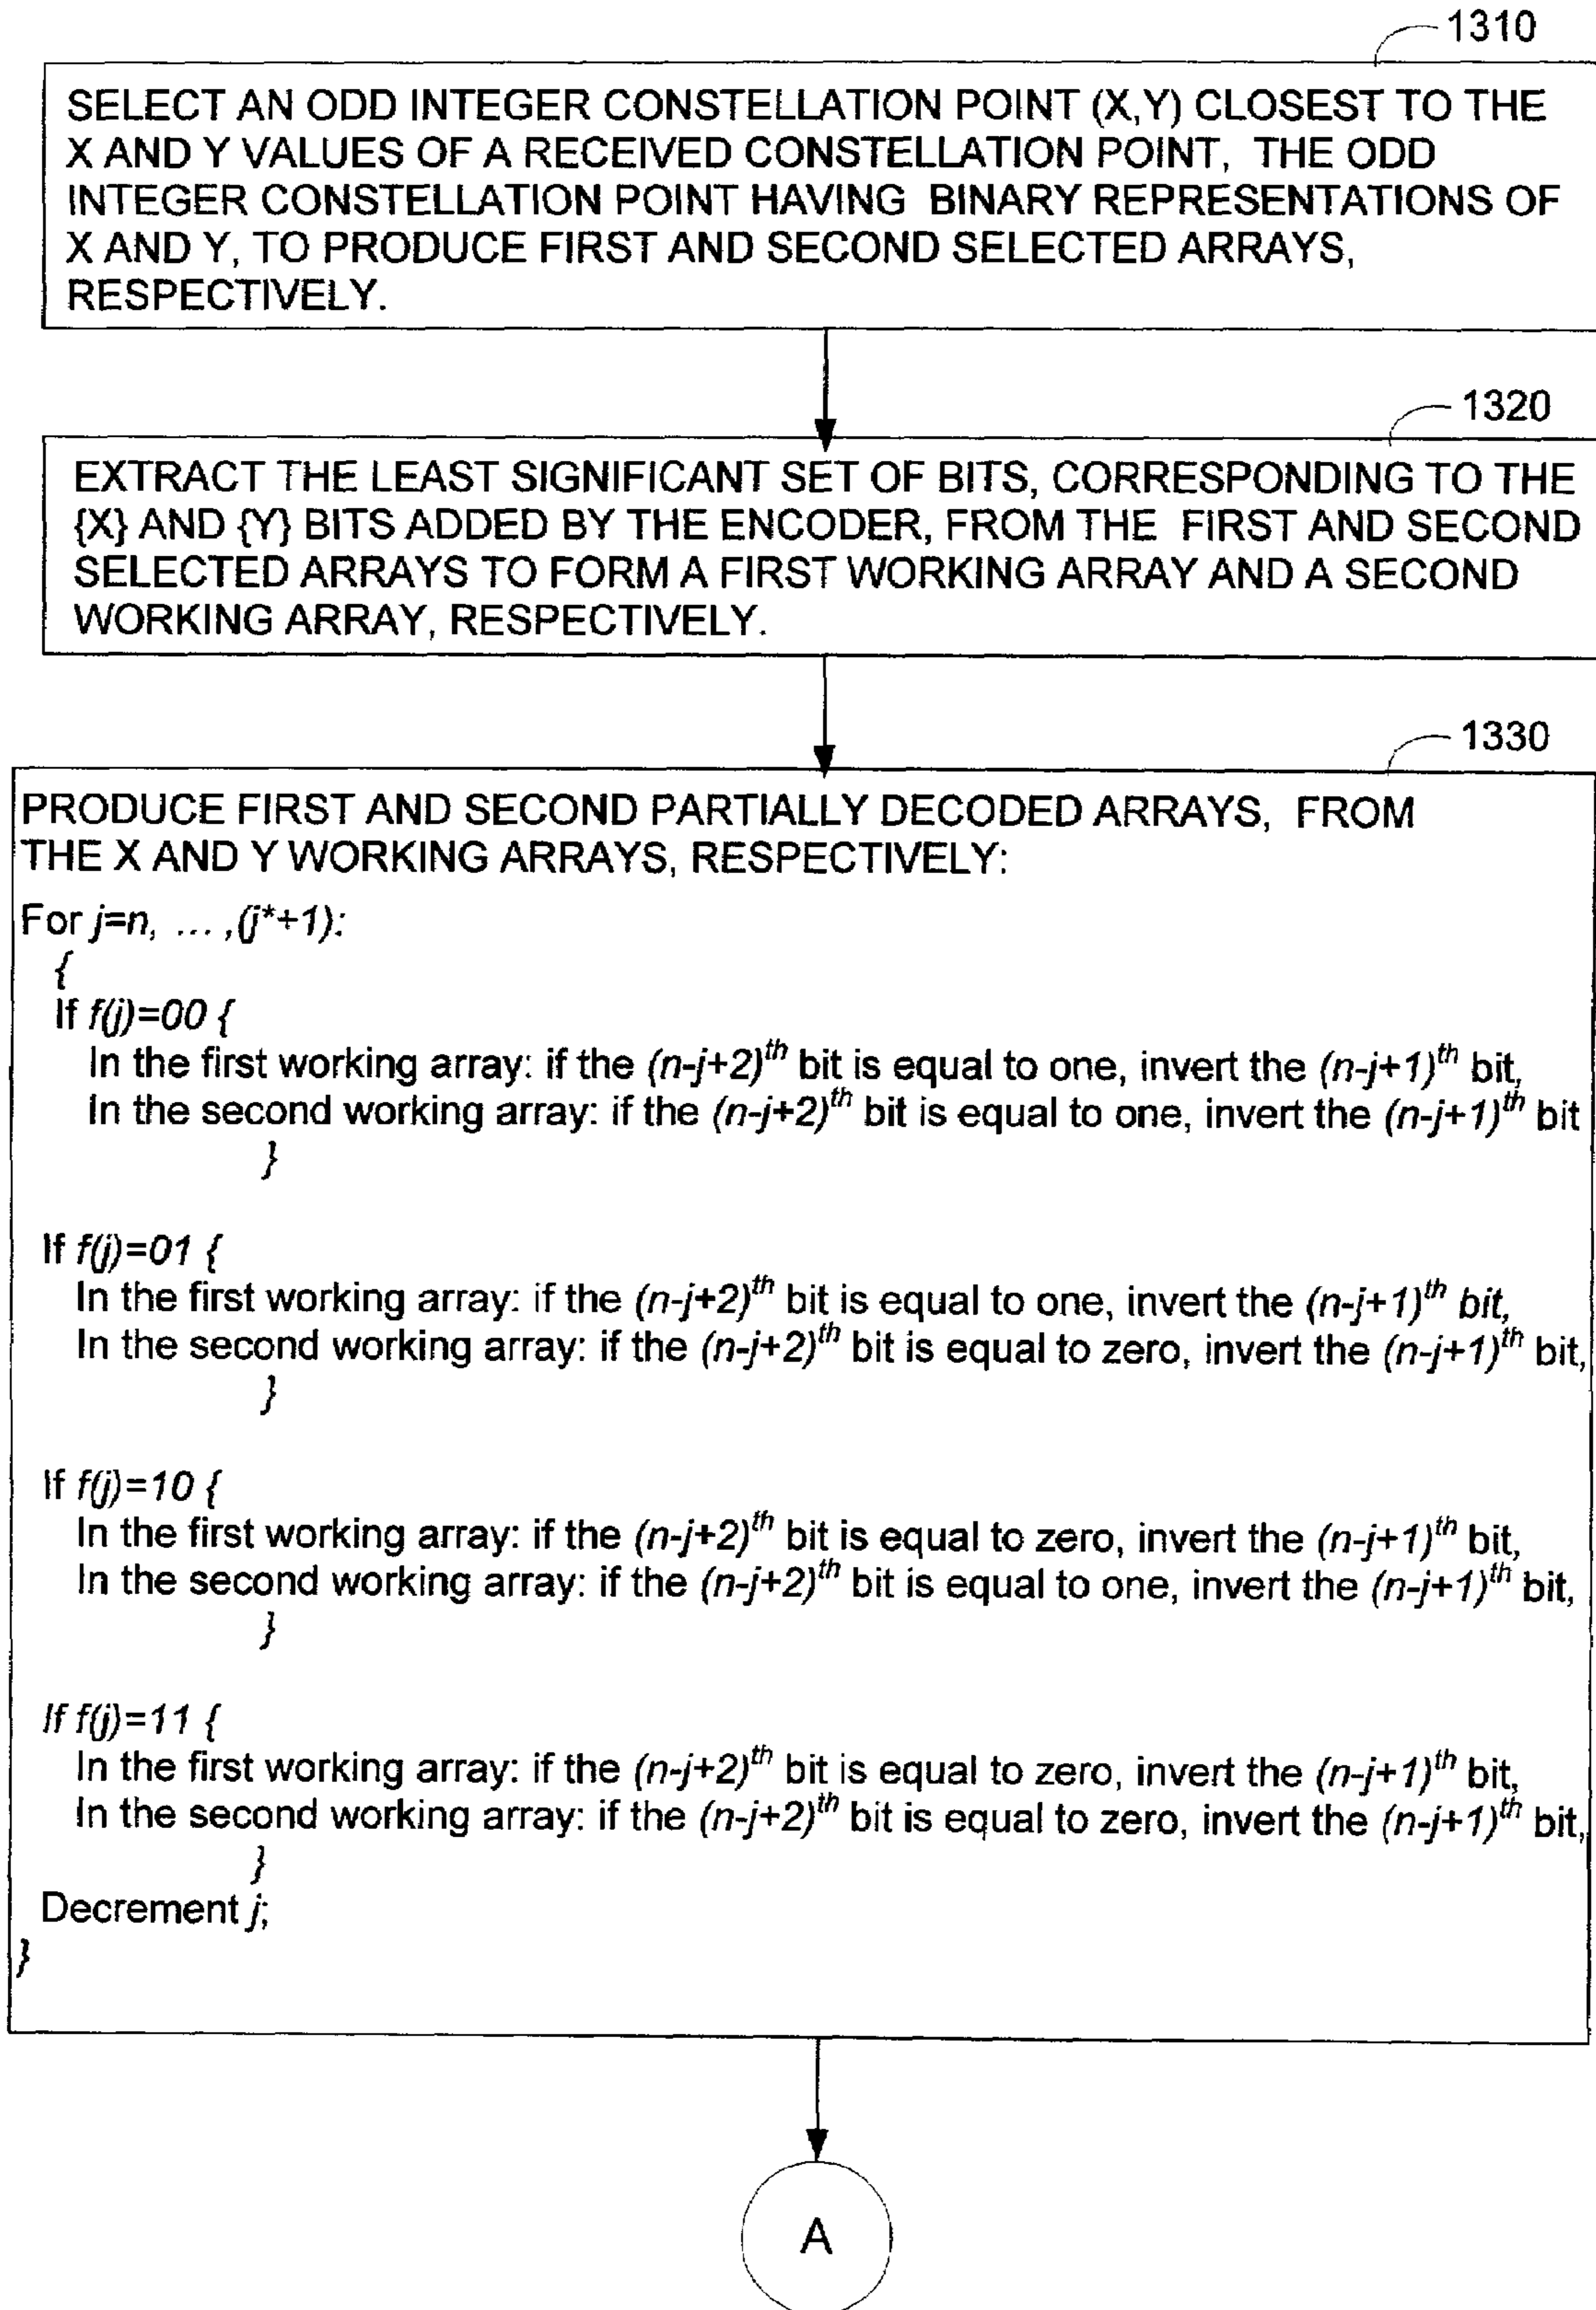 1310
SELECT AN ODD INTEGER CONSTELLATION POINT (X,Y) CLOSEST TO THE
X AND Y VALUES OF A RECEIVED CONSTELLATION POINT, THE ODD
INTEGER CONSTELLATION POINT HAVING BINARY REPRESENTATIONS OF
X AND Y, TO PRODUCE FIRST AND SECOND SELECTED ARRAYS,
RESPECTIVELY.
1320
EXTRACT THE LEAST SIGNIFICANT SET OF BITS, CORRESPONDING TO THE
{X} AND {Y} BITS ADDED BY THE ENCODER, FROM THE FIRST AND SECOND
SELECTED ARRAYS TO FORM A FIRST WORKING ARRAY AND A SECOND
WORKING ARRAY, RESPECTIVELY.
1330
PRODUCE FIRST AND SECOND PARTIALLY DECODED ARRAYS, FROM
THE X AND Y WORKING ARRAYS, RESPECTIVELY:
For j=n, ... ,(j*+1):
{
If f(j)=00 {
In the first working array: if the (n-j+2)th bit is equal to one, invert the (n-j+1)th bit,
In the second working array: if the (n-j+2)th bit is equal to one, invert the (n-j+1)th bit
}
If f(j)=01 {
In the first working array: if the (n-j+2)th bit is equal to one, invert the (n-j+1)th bit,
In the second working array: if the (n-j+2)th bit is equal to zero, invert the (n-j+1)th bit,
}
If f(j)=10 {
In the first working array: if the (n-j+2)th bit is equal to zero, invert the (n-j+1)th bit,
In the second working array: if the (n-j+2)th bit is equal to one, invert the (n-j+1)th bit,
}
If f(j)=11 {
In the first working array: if the (n-j+2)th bit is equal to zero, invert the (n-j+1)th bit,
In the second working array: if the (n-j+2)th bit is equal to zero, invert the (n-j+1)th bit,
}
Decrement j;
}
A